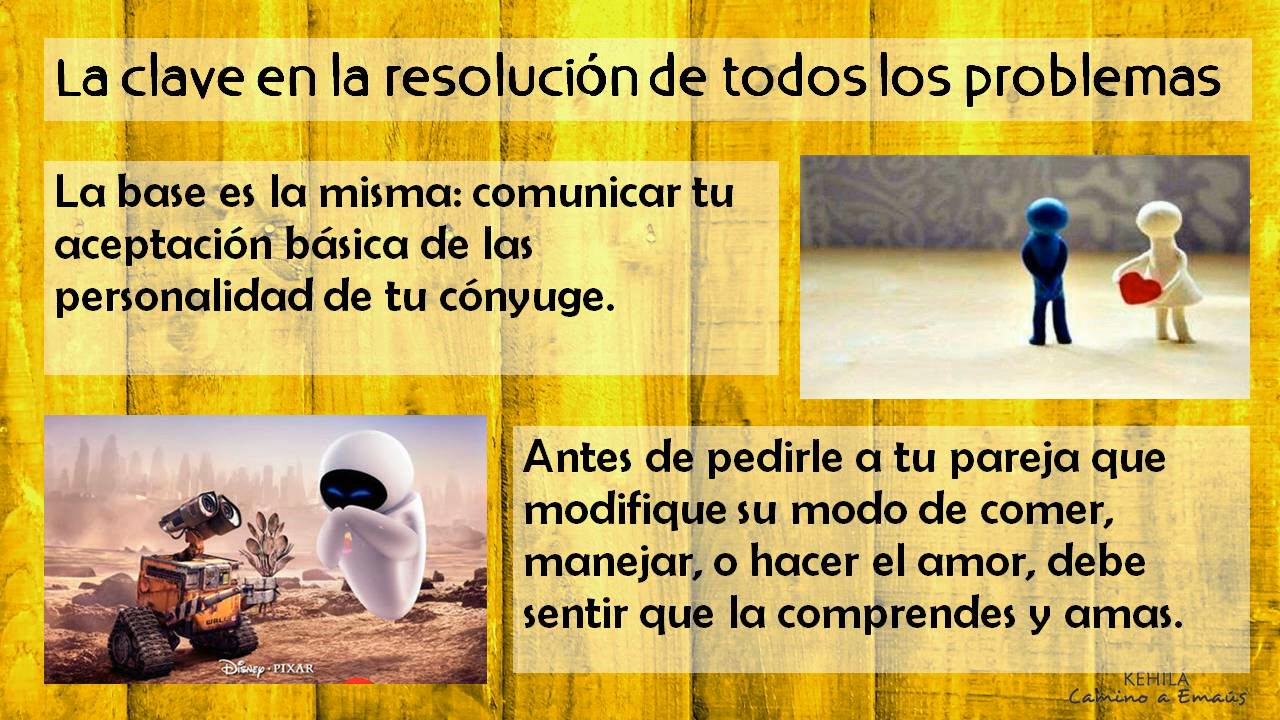 La clave en la resolución de todos los problemas
La base es la misma: comunicar tu
aceptación básica de las
personalidad de tu cónyuge.
WALL·E
Disney · PIXAR
Antes de pedirle a tu pareja que
modifique su modo de comer,
manejar, o hacer el amor, debe
sentir que la comprendes y amas.
KEHILÁ
Camino a Emaús